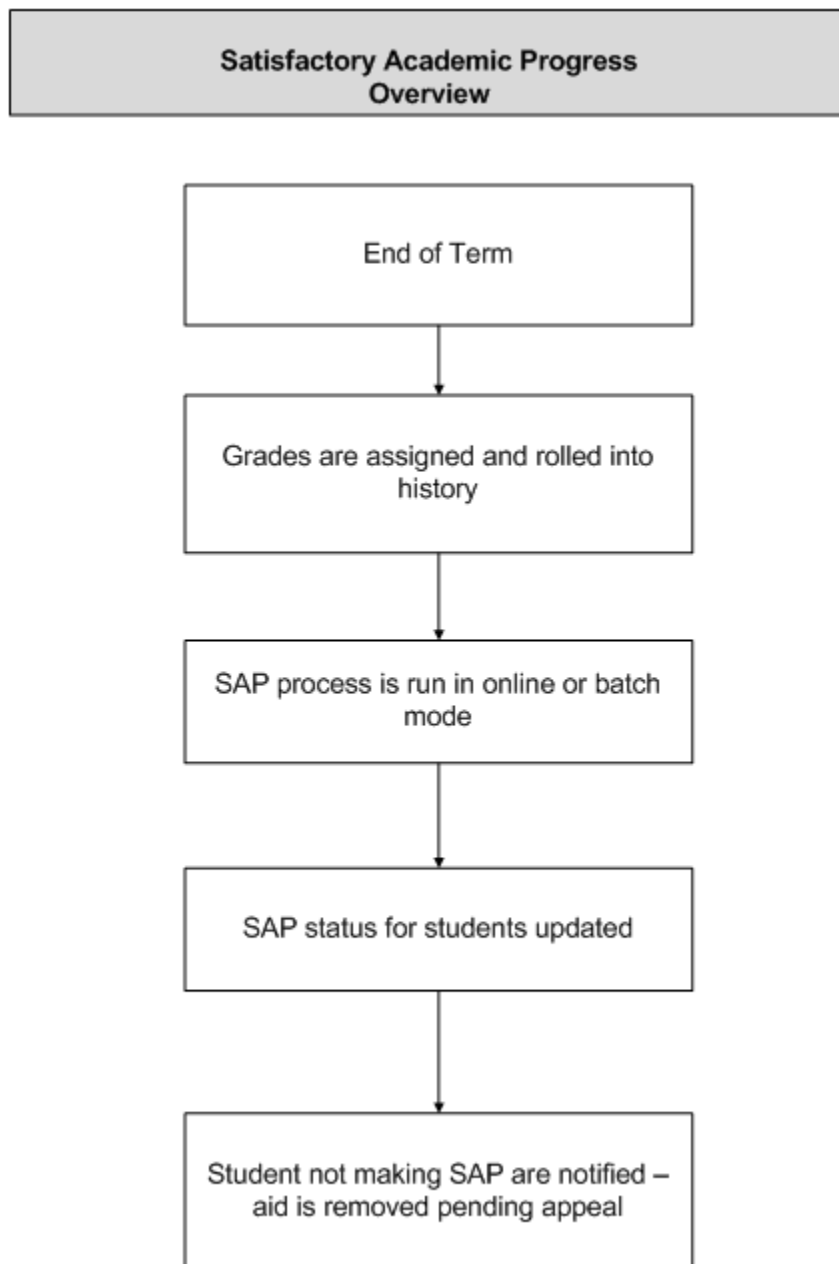 Satisfactory Academic Progress
Overview
End of Term
Grades are assigned and rolled into
history
SAP process is run in online or batch
mode
SAP status for students updated
Student not making SAP are notified –
aid is removed pending appeal